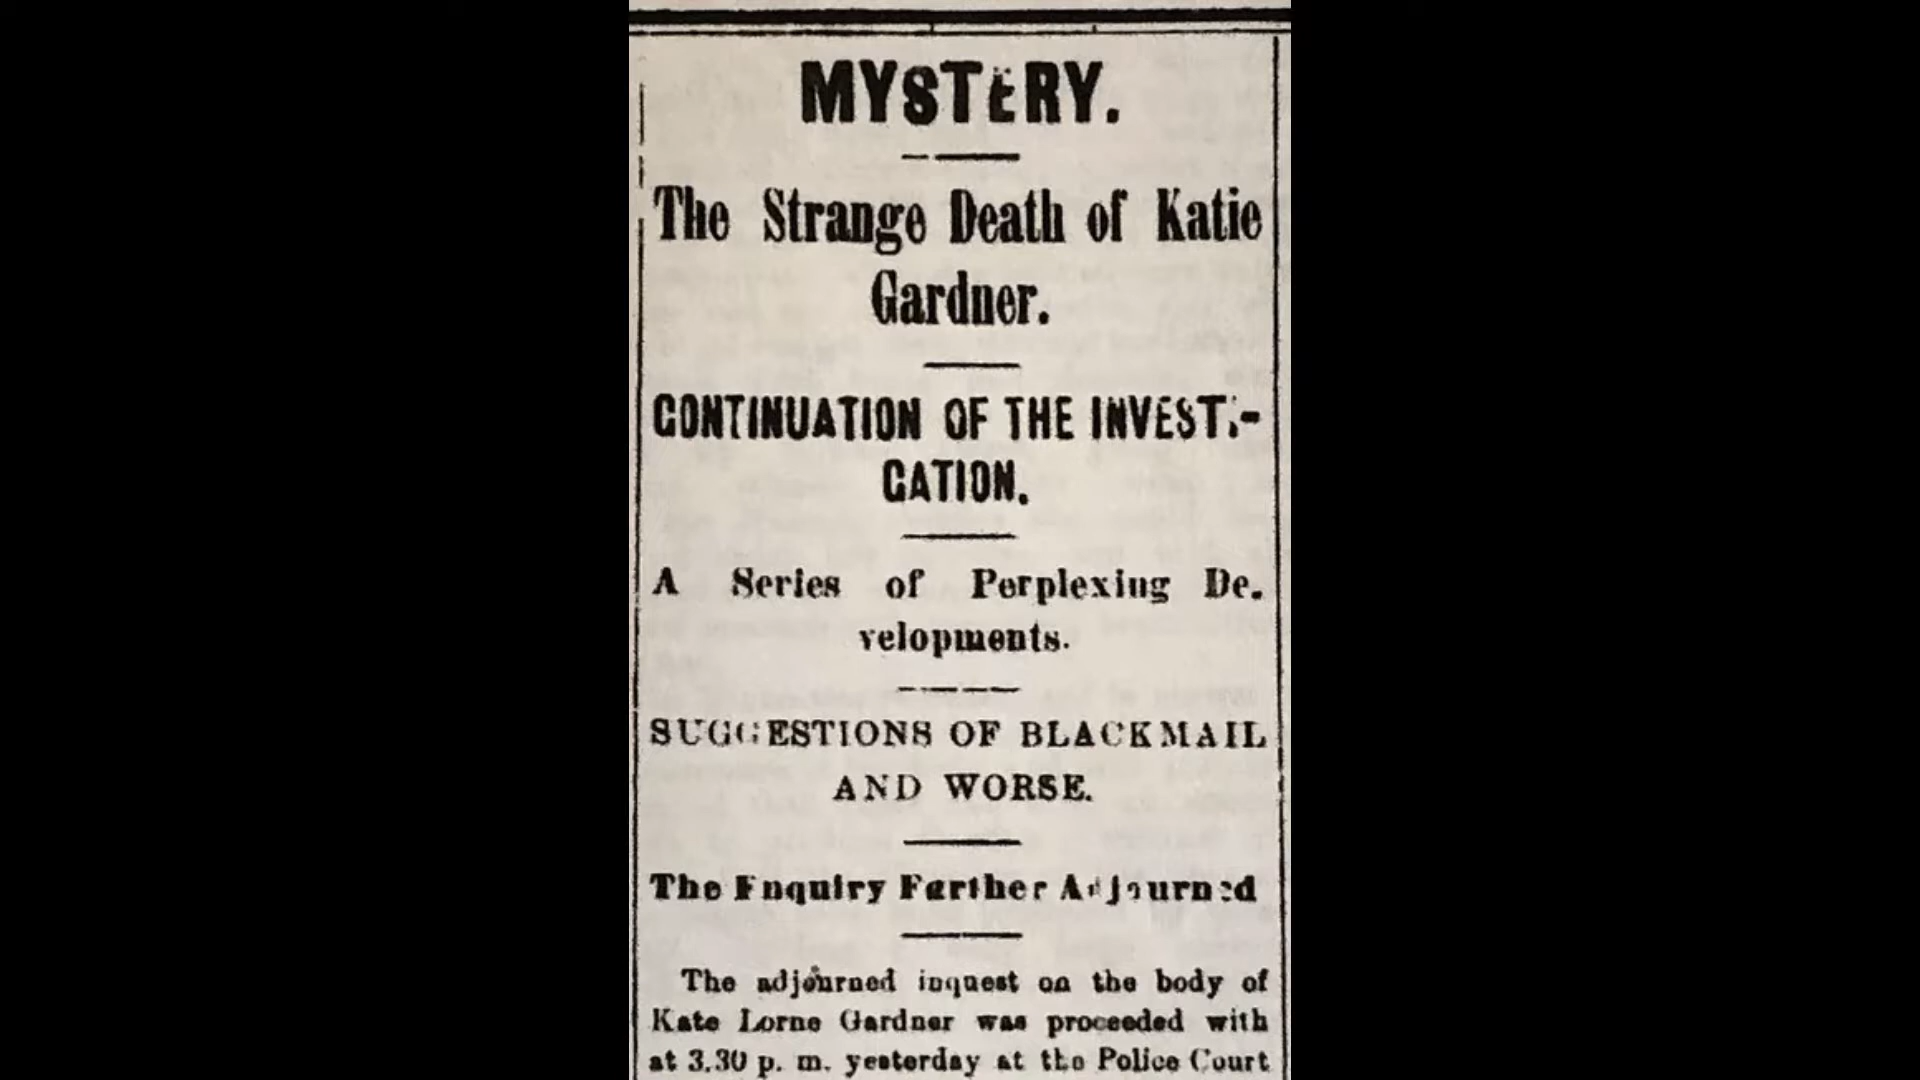 MYSTERY.
The Strange Death of Katie
Gardner.
CONTINUATION OF THE INVESTI-
GATION.
A Series of Perplexing De-
velopments.
SUGGESTIONS OF BLACKMAIL
AND WORSE.
The Enquiry Further Adjourned
The adjourned inquest on the body of
Kate Lorne Gardner was proceeded with
at 3.30 p. m. yesterday at the Police Court